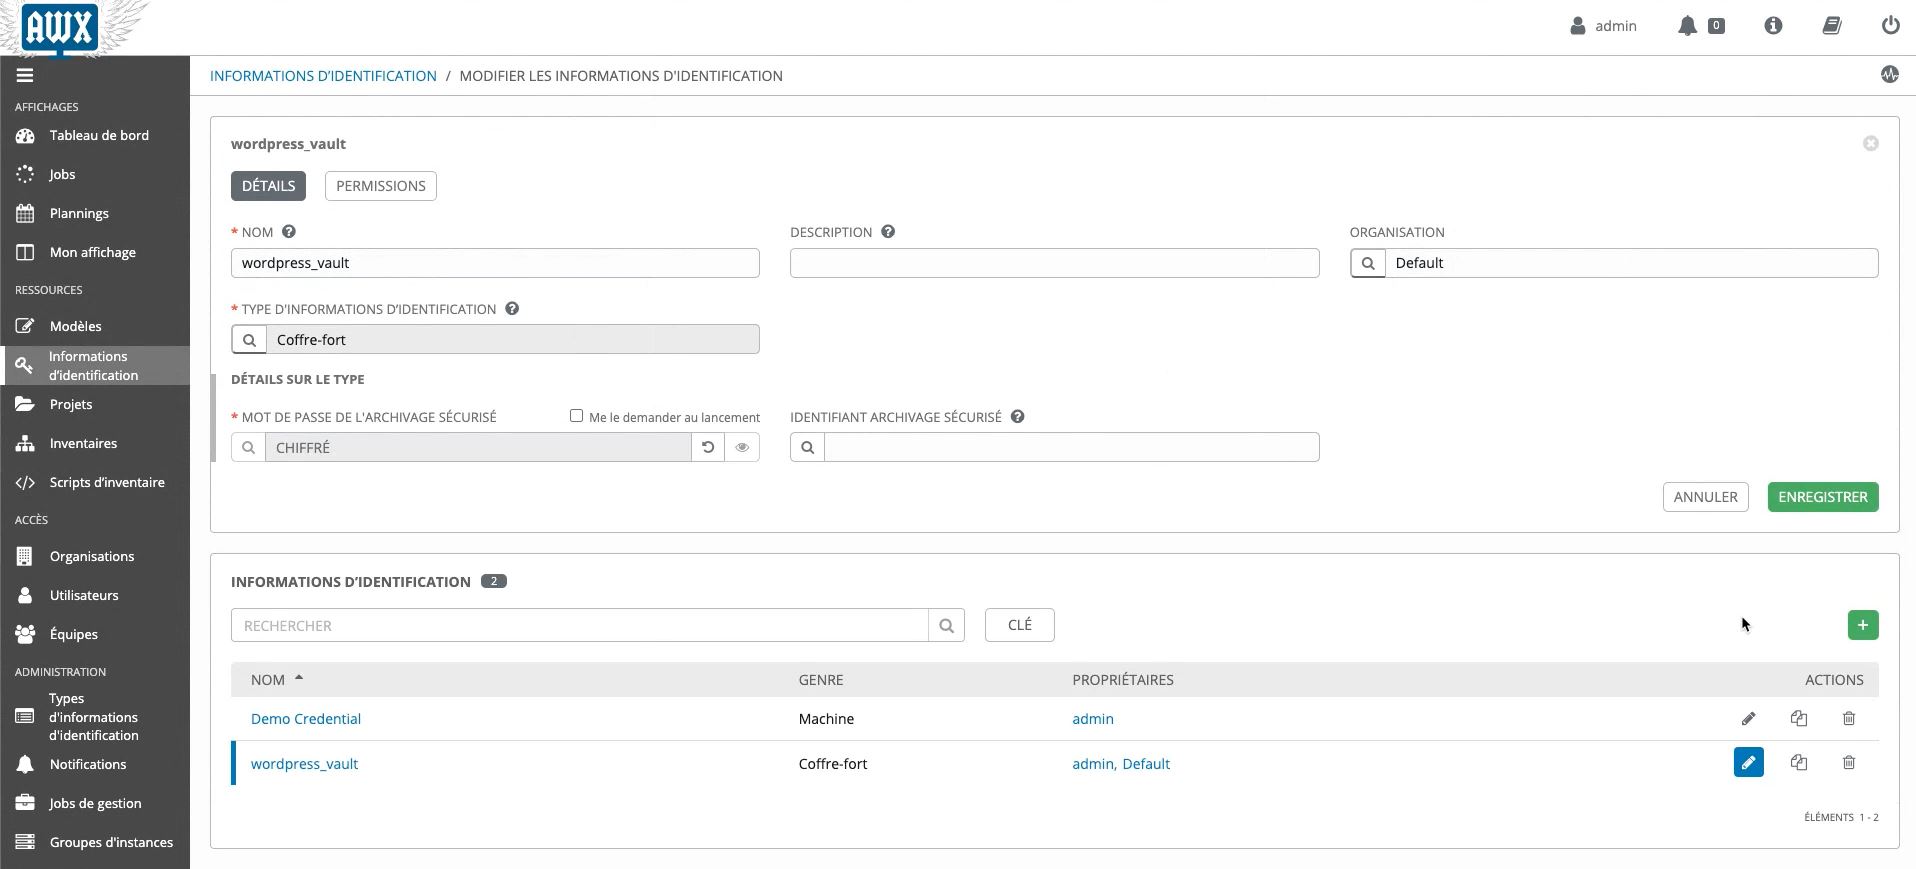 AWX
admin
0
INFORMATIONS D'IDENTIFICATION / MODIFIER LES INFORMATIONS D'IDENTIFICATION
AFFICHAGES
Tableau de bord
Jobs
Plannings
Mon affichage
RESSOURCES
Modèles
Informations
d'identification
Projets
Inventaires
Scripts d'inventaire
ACCÈS
Organisations
Utilisateurs
Équipes
ADMINISTRATION
Types
d'informations
d'identification
Notifications
Jobs de gestion
Groupes d'instances
wordpress_vault
DÉTAILS
PERMISSIONS
* NOM
DESCRIPTION
ORGANISATION
wordpress_vault
Default
* TYPE D'INFORMATIONS D'IDENTIFICATION
Coffre-fort
DÉTAILS SUR LE TYPE
* MOT DE PASSE DE L'ARCHIVAGE SÉCURISÉ
Me le demander au lancement
IDENTIFIANT ARCHIVAGE SÉCURISÉ
CHIFFRÉ
ANNULER
ENREGISTRER
INFORMATIONS D'IDENTIFICATION 2
RECHERCHER
CLÉ
+
NOM
GENRE
PROPRIÉTAIRES
ACTIONS
Demo Credential
Machine
admin
wordpress_vault
Coffre-fort
admin, Default
ÉLÉMENTS 1 - 2